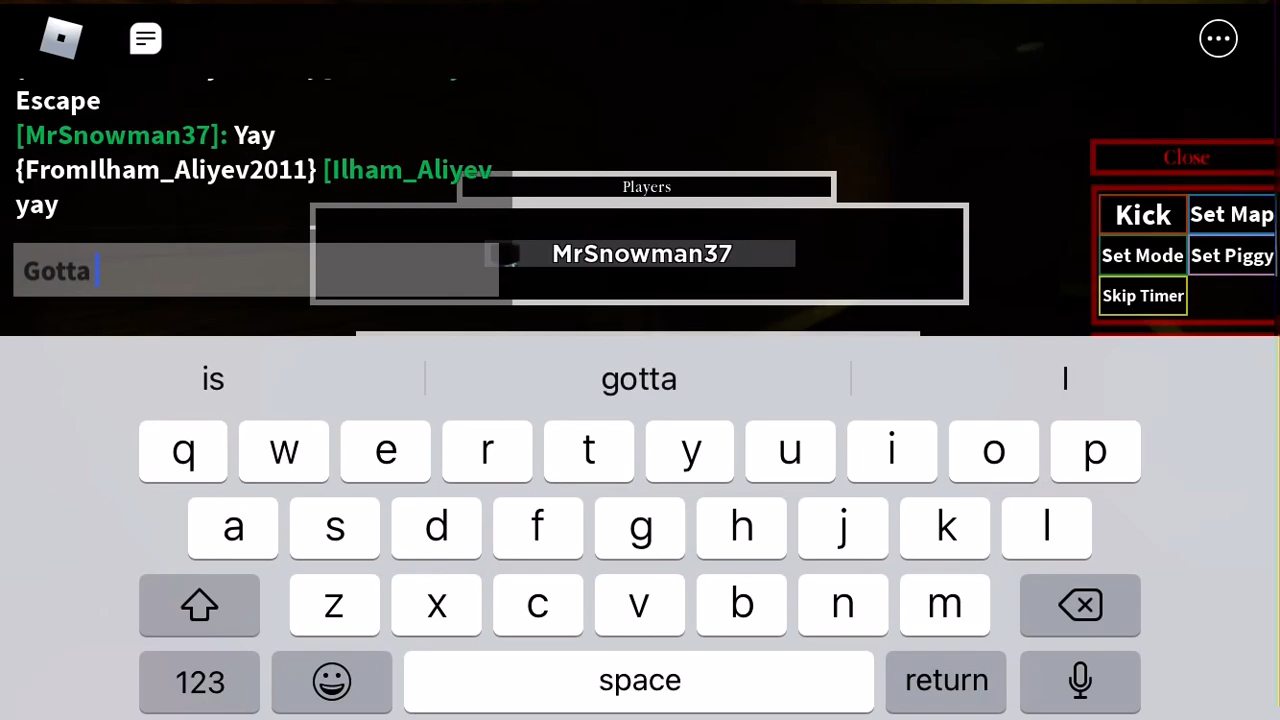 Escape
[MrSnowman37]: Yay
{FromIlham_Aliyev2011} [Ilham_Aliyev
yay
Gotta
Players
MrSnowman37
Close
Kick Set Map
Set Mode Set Piggy
Skip Timer
is gotta I
q w e r t y u i o p
a s d f g h j k l
z x c v b n m
123 space return